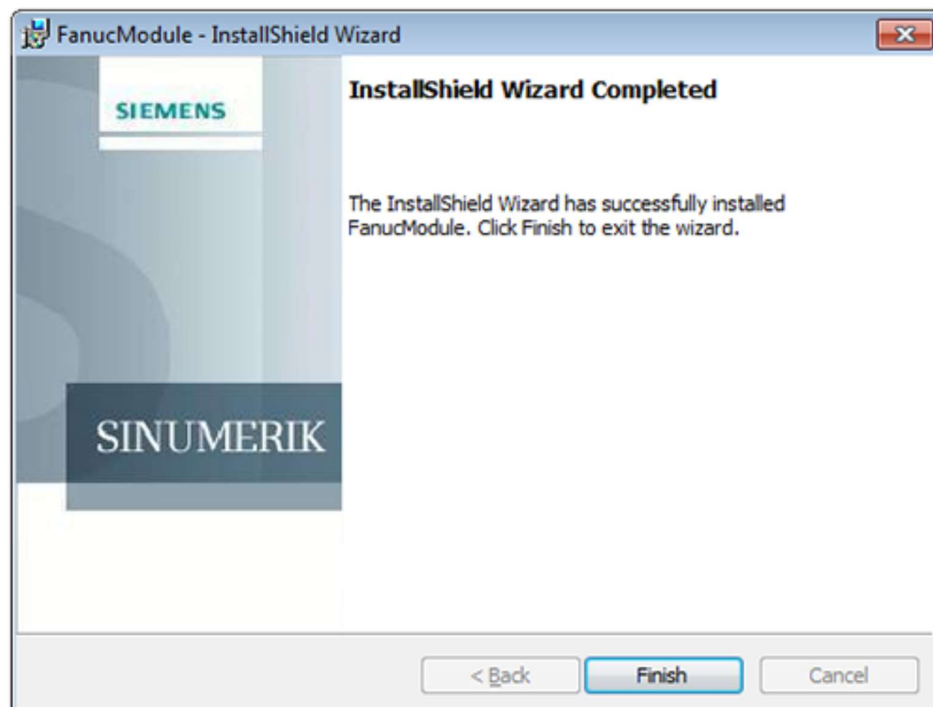 FanucModule - InstallShield Wizard
SIEMENS
InstallShield Wizard Completed
The InstallShield Wizard has successfully installed
FanucModule. Click Finish to exit the wizard.
SINUMERIK
< Back
Finish
Cancel